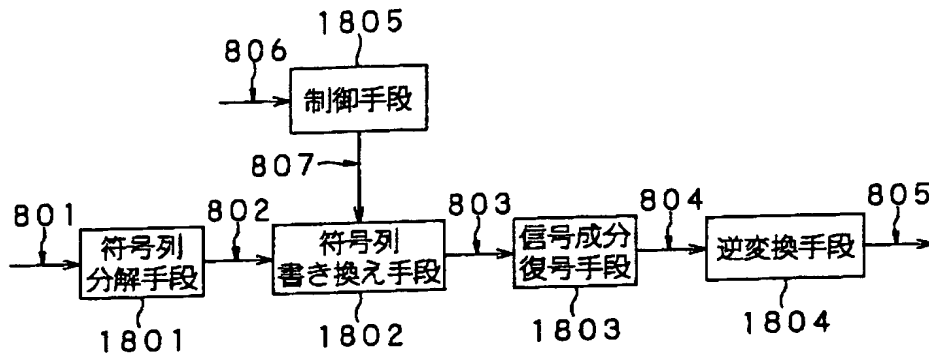 1805
806
制御手段
807
801
802
803
804
805
符号列
分解手段
符号列
書き換え手段
信号成分
復号手段
逆変換手段
1801
1802
1803
1804